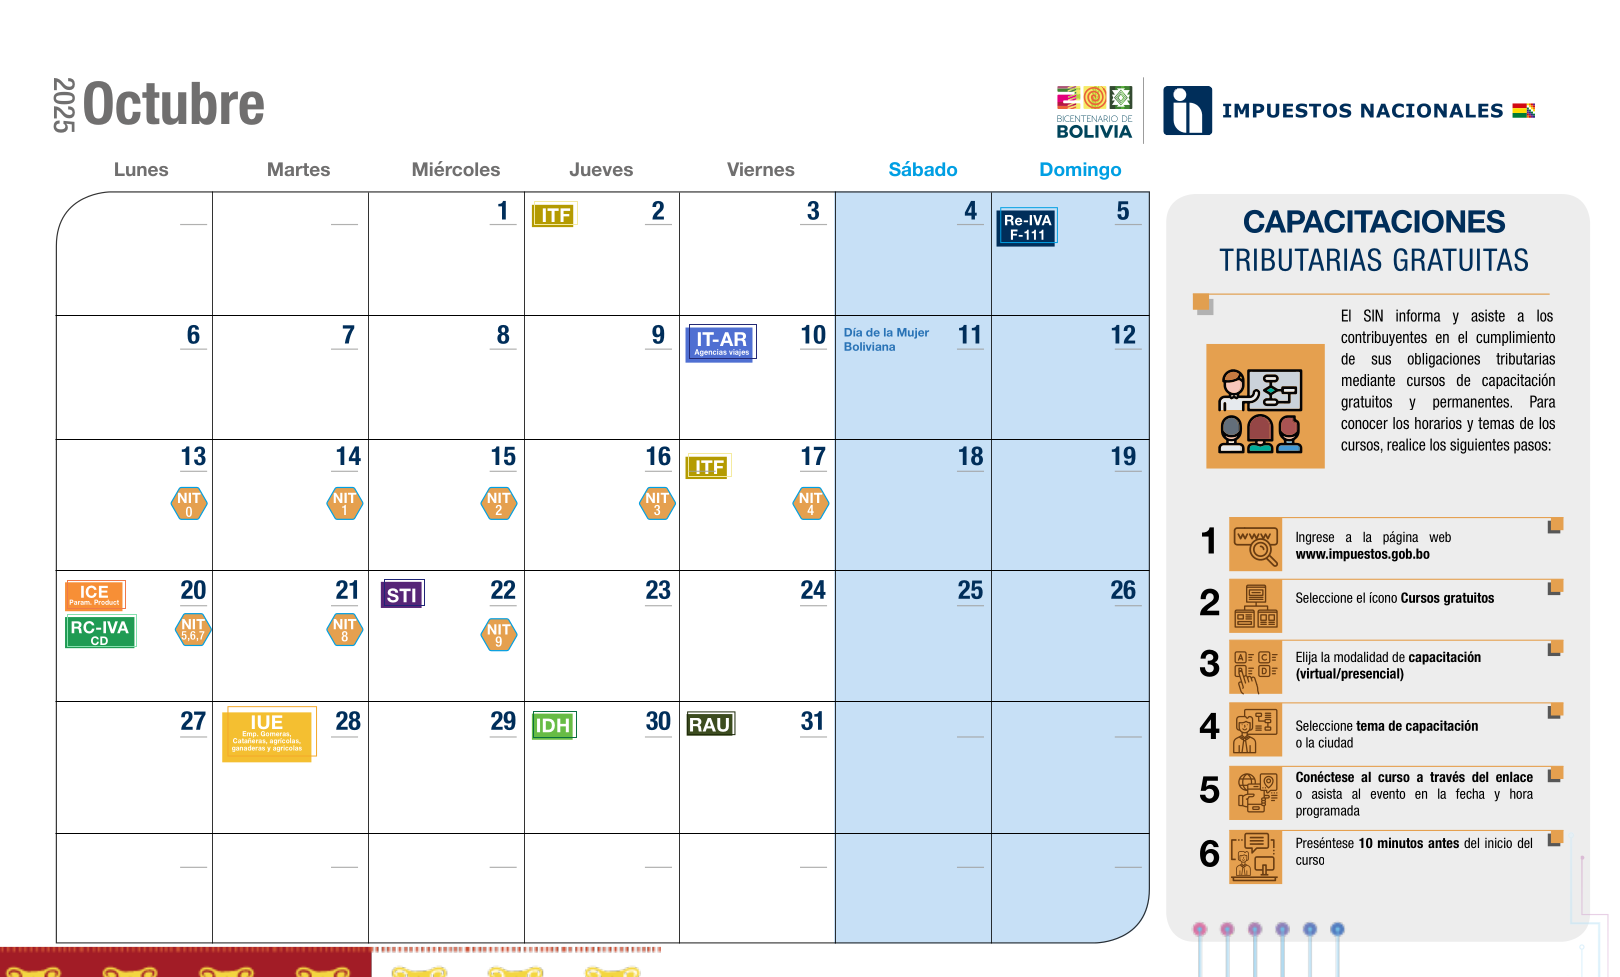 2025
Octubre
BICENTENARIO DE
BOLIVIA
IMPUESTOS NACIONALES
Lunes Martes Miércoles Jueves Viernes Sábado Domingo
1 ITF 2 3 4 Re-IVA 5
F-111
6 7 8 9 IT-AR 10 Día de la Mujer 11 12
Agencias viajes Boliviana
13 14 15 16 ITF 17 18 19
NIT NIT NIT NIT NIT
0 1 2 3 4
ICE 20 21 STI 22 23 24 25 26
Param. Product
RC-IVA NIT NIT NIT
CD 5,6,7 8 9
27 IUE 28 29 IDH 30 RAU 31
Emp. Gomeras,
Catañeras, agrícolas,
ganaderas y agrícolas
CAPACITACIONES
TRIBUTARIAS GRATUITAS
El SIN informa y asiste a los
contribuyentes en el cumplimiento
de sus obligaciones tributarias
mediante cursos de capacitación
gratuitos y permanentes. Para
conocer los horarios y temas de los
cursos, realice los siguientes pasos:
1 www Ingrese a la página web
www.impuestos.gob.bo
2 Seleccione el ícono Cursos gratuitos
3 A C B D Elija la modalidad de capacitación
(virtual/presencial)
4 Seleccione tema de capacitación
o la ciudad
5 Conéctese al curso a través del enlace
o asista al evento en la fecha y hora
programada
6 Preséntese 10 minutos antes del inicio del
curso